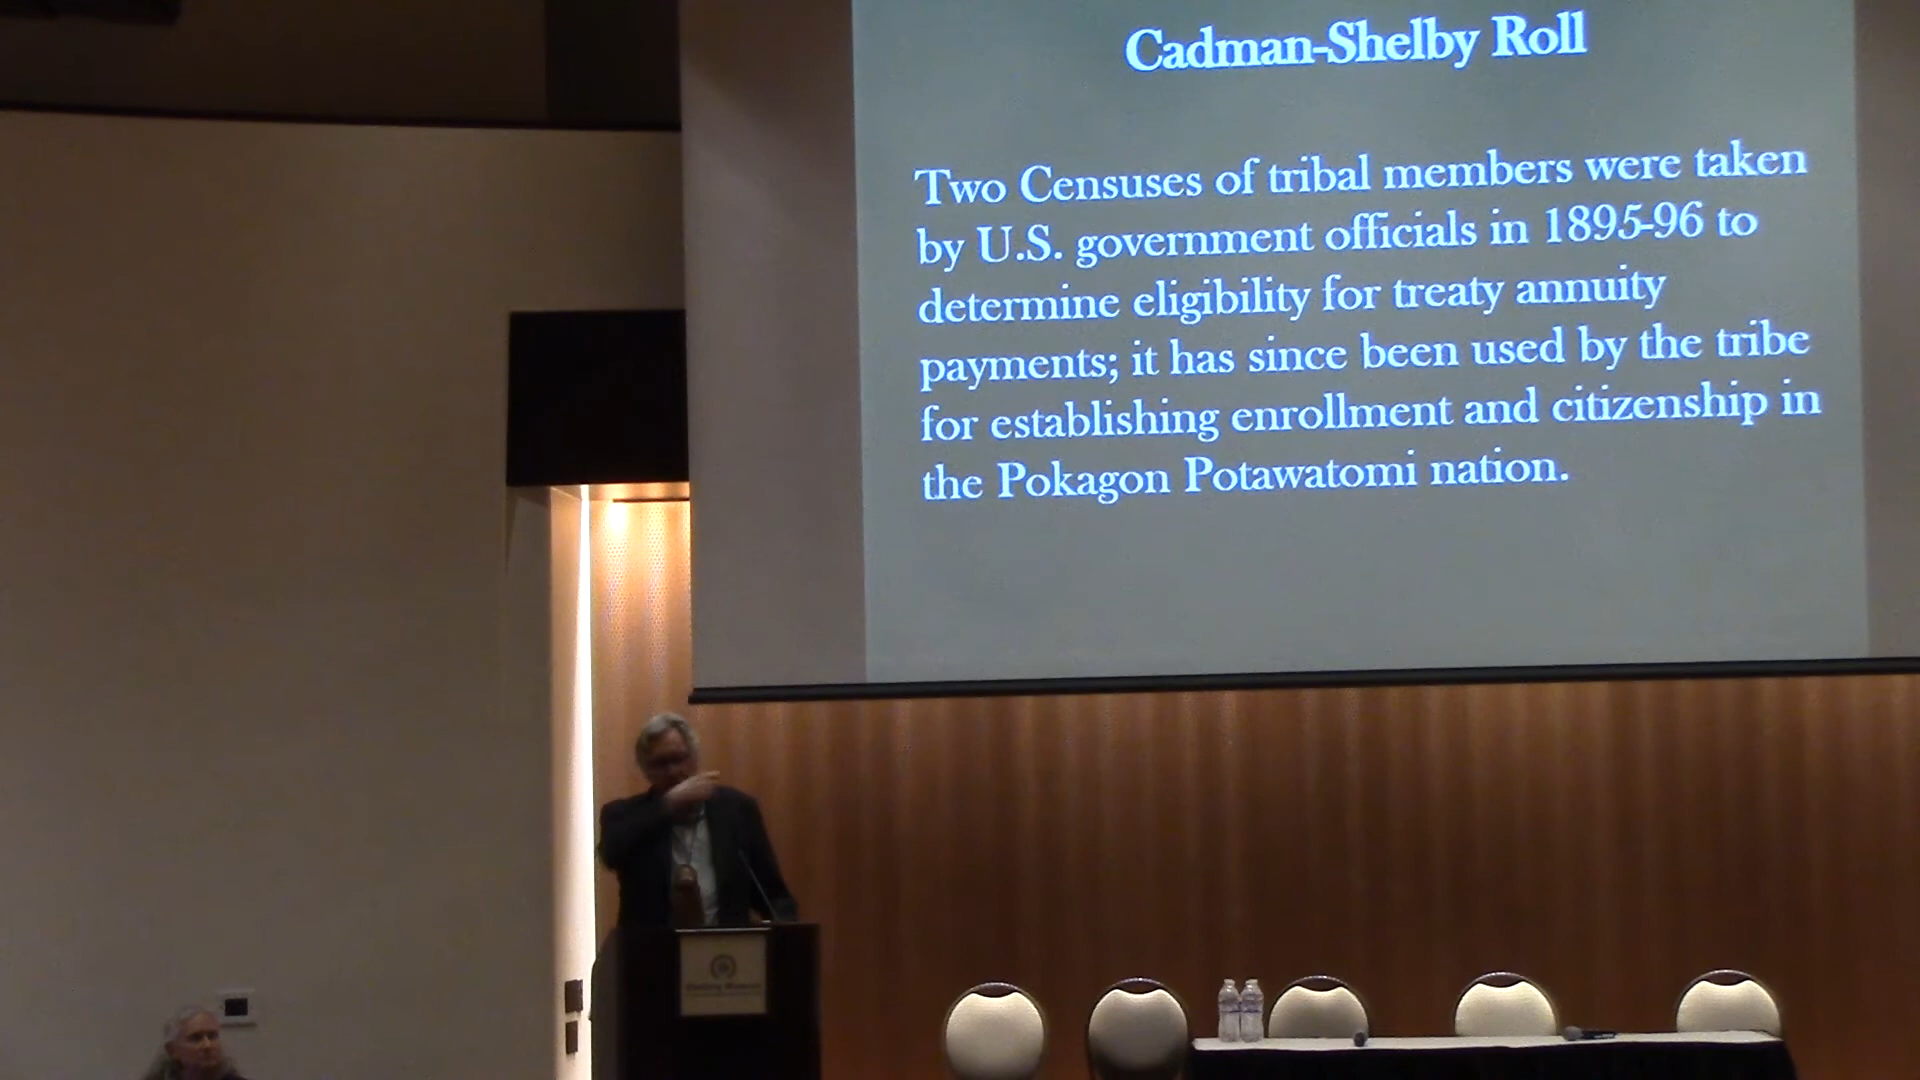 Cadman-Shelby Roll
Two Censuses of tribal members were taken
by U.S. government officials in 1895-96 to
determine eligibility for treaty annuity
payments; it has since been used by the tribe
for establishing enrollment and citizenship in
the Pokagon Potawatomi nation.